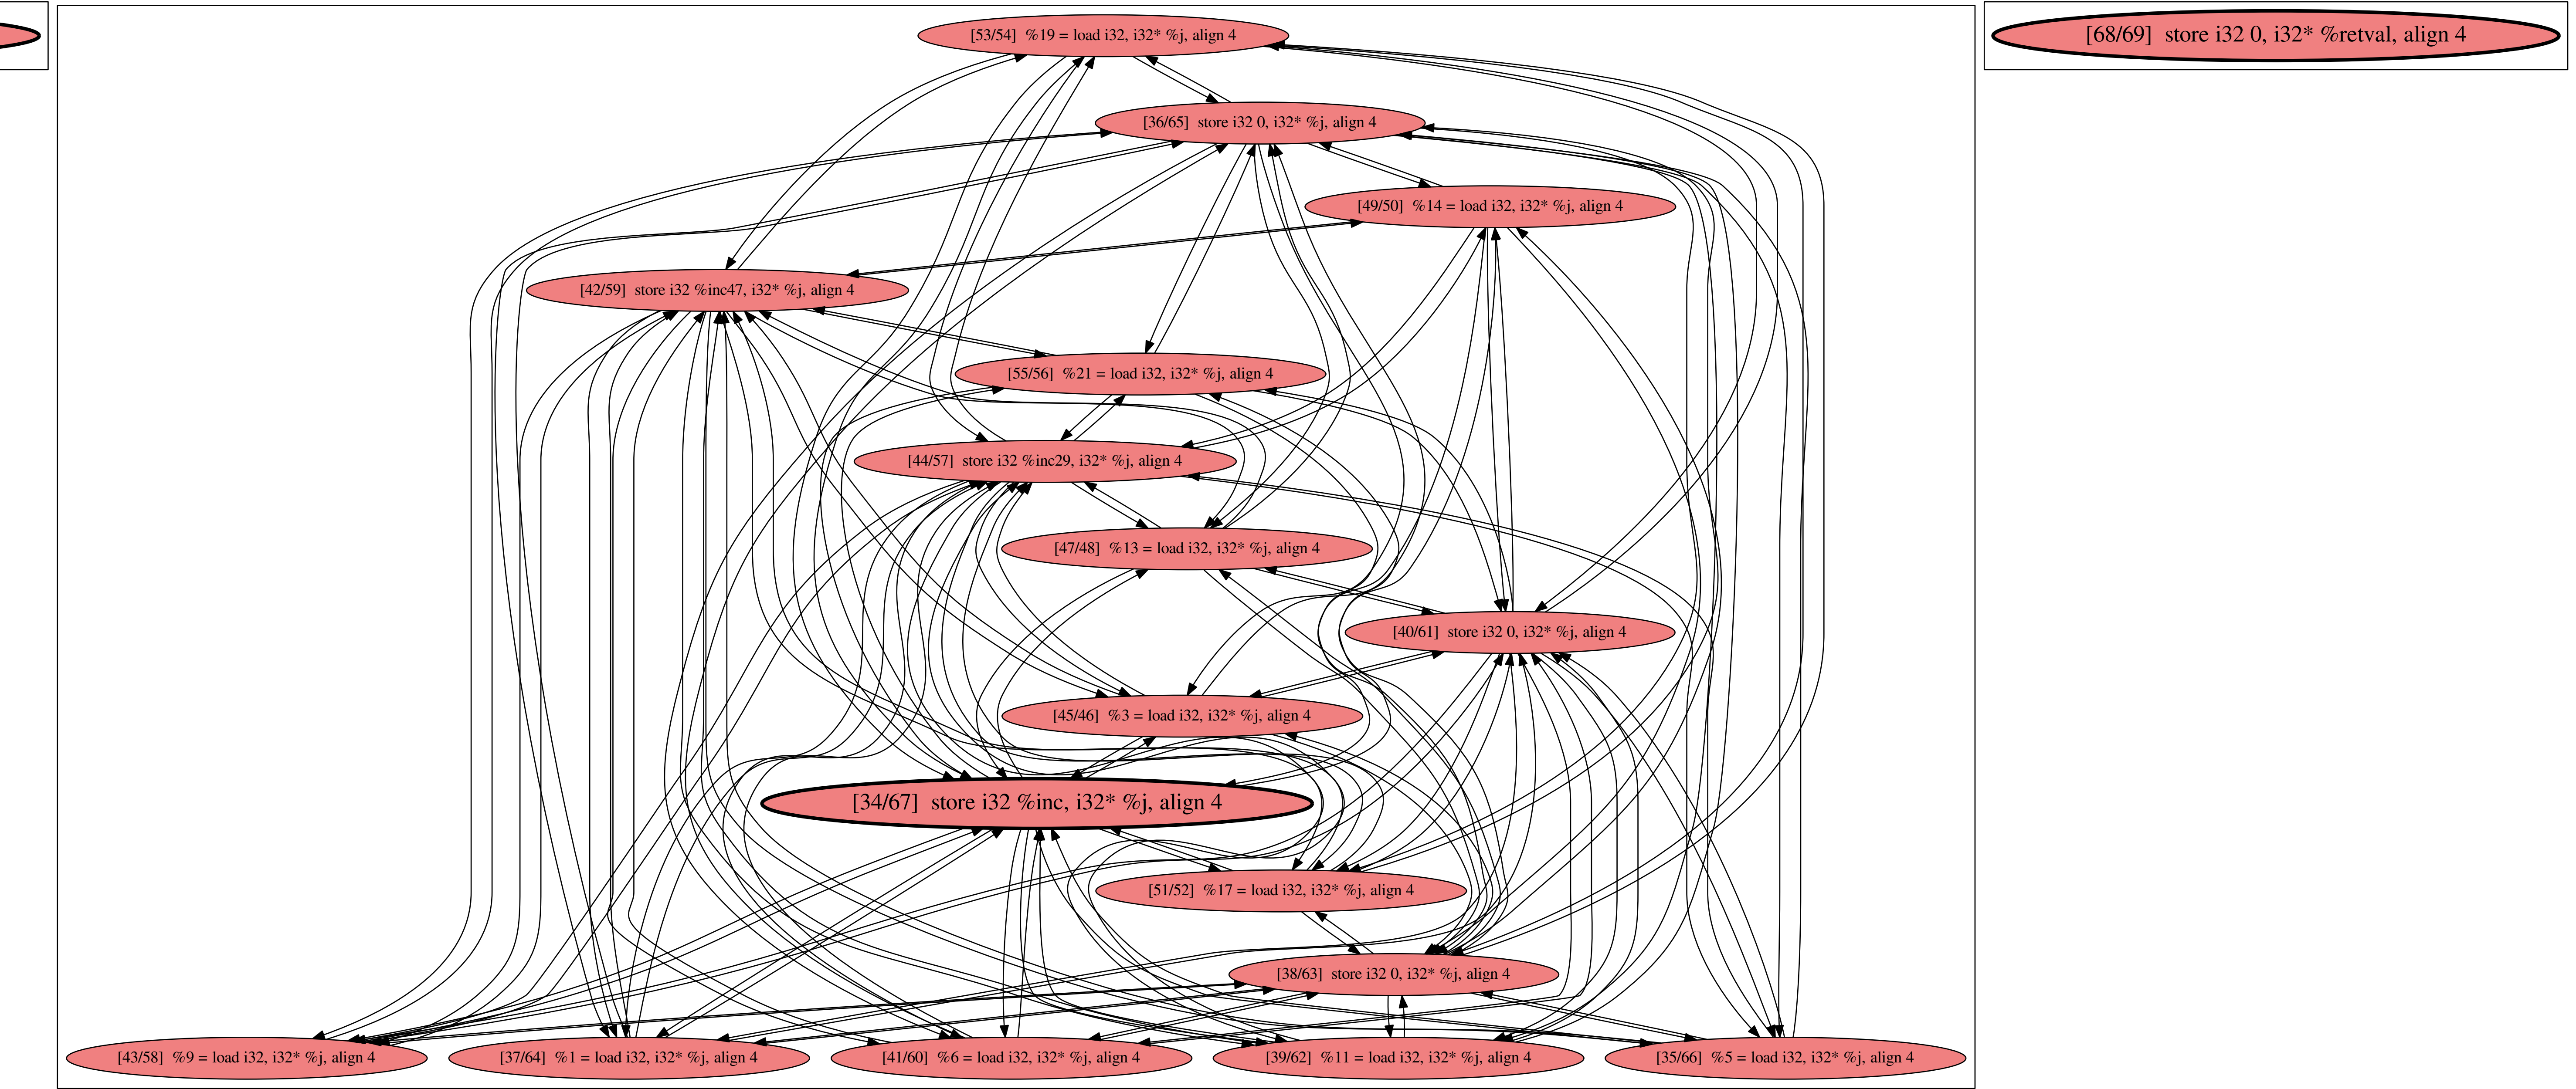 [53/54] %19 = load i32, i32* %j, align 4
[68/69] store i32 0, i32* %retval, align 4
[36/65] store i32 0, i32* %j, align 4
[49/50] %14 = load i32, i32* %j, align 4
[42/59] store i32 %inc47, i32* %j, align 4
[55/56] %21 = load i32, i32* %j, align 4
[44/57] store i32 %inc29, i32* %j, align 4
[47/48] %13 = load i32, i32* %j, align 4
[40/61] store i32 0, i32* %j, align 4
[45/46] %3 = load i32, i32* %j, align 4
[34/67] store i32 %inc, i32* %j, align 4
[51/52] %17 = load i32, i32* %j, align 4
[38/63] store i32 0, i32* %j, align 4
[43/58] %9 = load i32, i32* %j, align 4
[37/64] %1 = load i32, i32* %j, align 4
[41/60] %6 = load i32, i32* %j, align 4
[39/62] %11 = load i32, i32* %j, align 4
[35/66] %5 = load i32, i32* %j, align 4